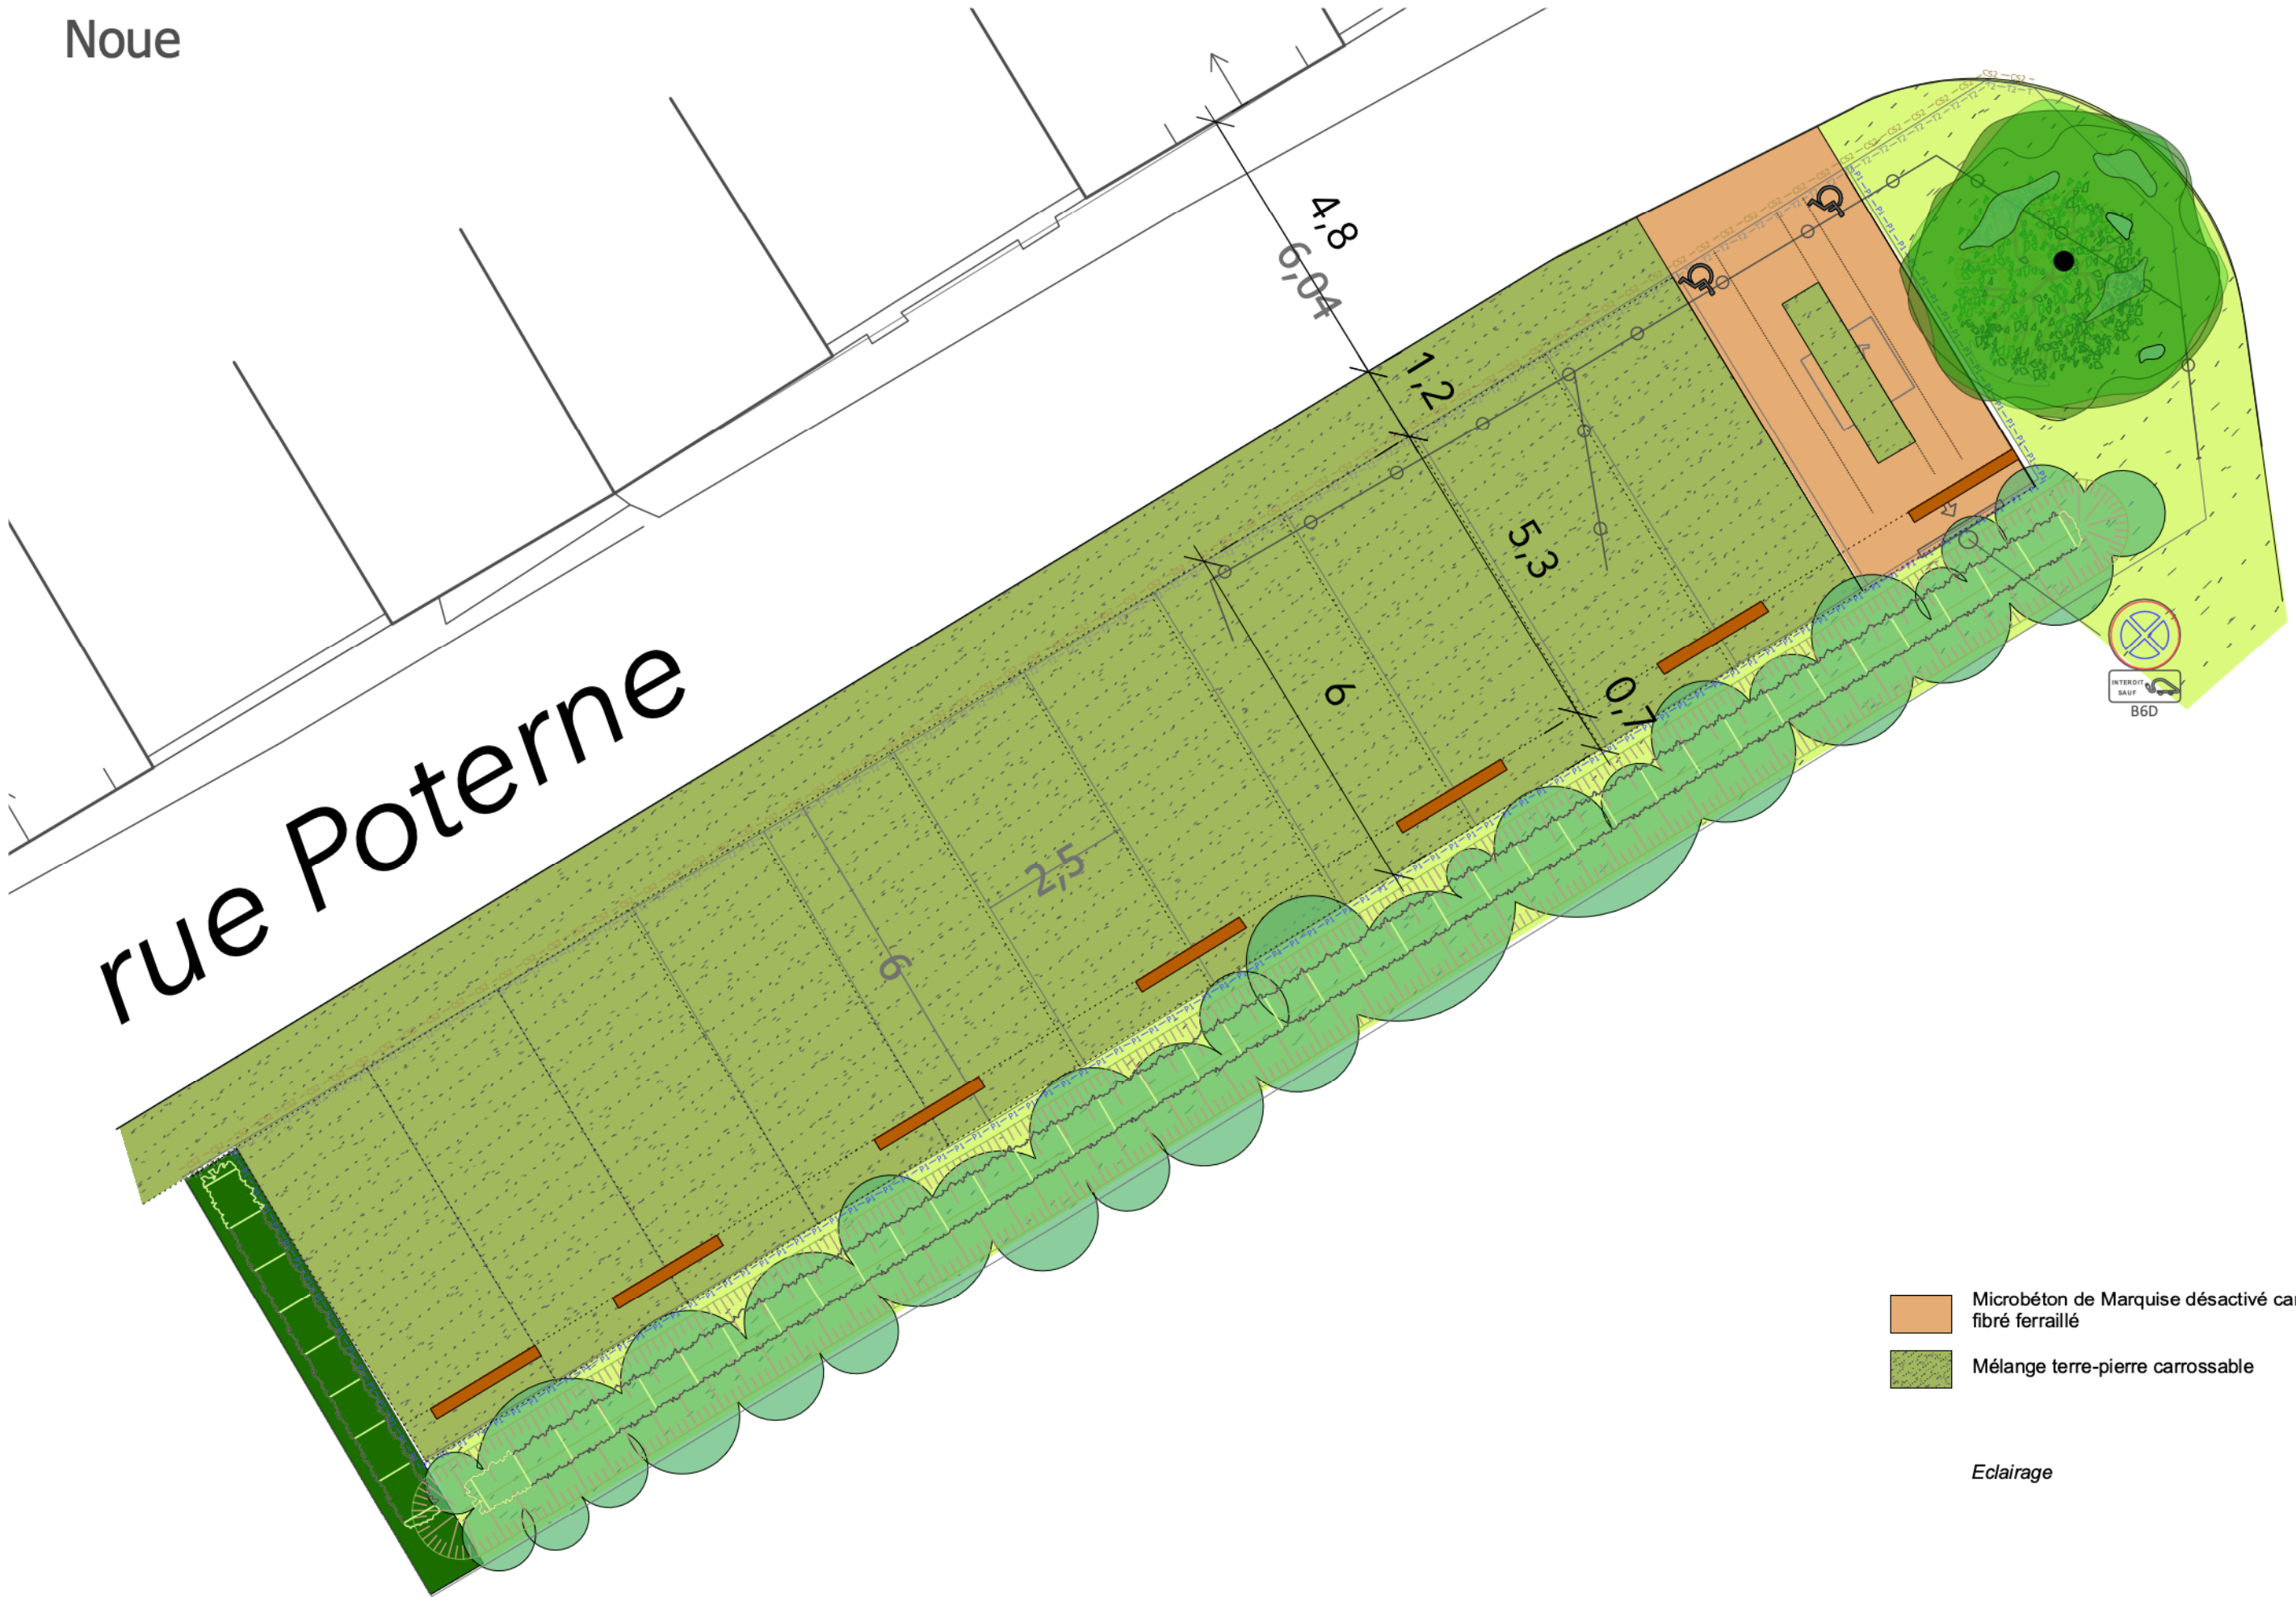 Noue
4,8
6,04
1,2
5,3
0,7
6
2,5
6
rue Poterne
INTERDIT
SAUF
B6D
Microbéton de Marquise désactivé
fibré ferraillé
Mélange terre-pierre carrossable
Eclairage